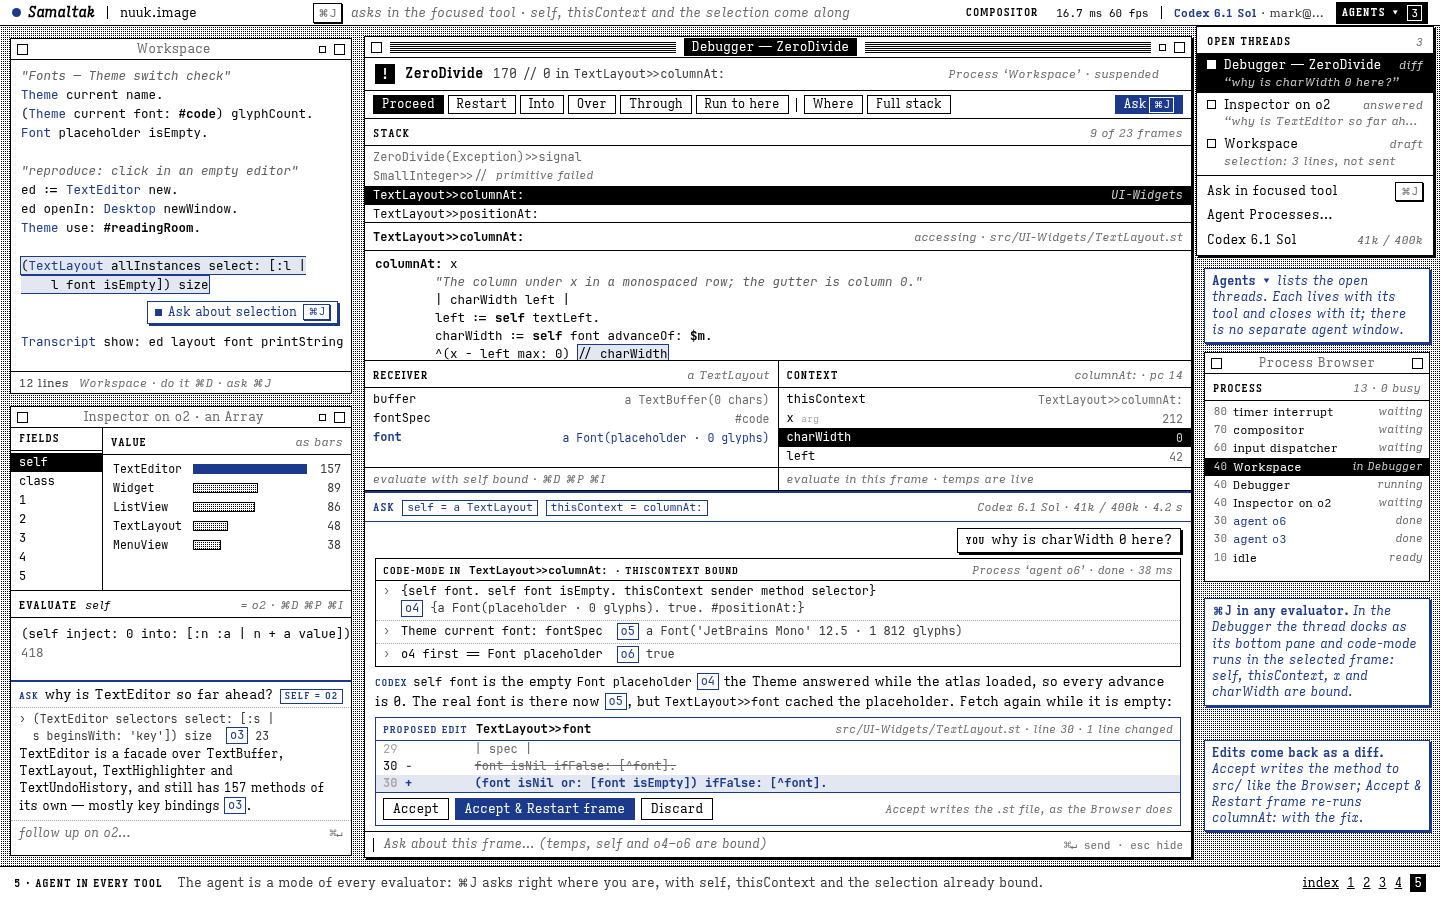 Samaltak | nuuk.image
⌘J asks in the focused tool · self, thisContext and the selection come along
COMPOSITOR 16.7 ms 60 fps | Codex 6.1 Sol · mark@... AGENTS ▾ 3
Workspace
"Fonts — Theme switch check"
Theme current name.
(Theme current font: #code) glyphCount.
Font placeholder isEmpty.
"reproduce: click in an empty editor"
ed := TextEditor new.
ed openIn: Desktop newWindow.
Theme use: #readingRoom.
(TextLayout allInstances select: [:l |
l font isEmpty]) size
Ask about selection ⌘J
Transcript show: ed layout font printString
12 lines Workspace · do it ⌘D · ask ⌘J
Inspector on o2 · an Array
FIELDS
self
class
1
2
3
4
5
VALUE as bars
TextEditor 157
Widget 89
ListView 86
TextLayout 48
MenuView 38
EVALUATE self = o2 · ⌘D ⌘P ⌘I
(self inject: 0 into: [:n :a | n + a value])
418
ASK why is TextEditor so far ahead? SELF = O2
› (TextEditor selectors select: [:s |
s beginsWith: 'key']) size o3 23
TextEditor is a facade over TextBuffer,
TextLayout, TextHighlighter and
TextUndoHistory, and still has 157 methods of
its own — mostly key bindings o3.
follow up on o2... ⌘↵
Debugger — ZeroDivide
! ZeroDivide 170 // 0 in TextLayout>>columnAt: Process ‘Workspace’ · suspended
Proceed Restart Into Over Through Run to here | Where Full stack Ask ⌘J
STACK 9 of 23 frames
ZeroDivide(Exception)>>signal
SmallInteger>>// primitive failed
TextLayout>>columnAt: UI-Widgets
TextLayout>>positionAt:
TextLayout>>columnAt: accessing · src/UI-Widgets/TextLayout.st
columnAt: x
"The column under x in a monospaced row; the gutter is column 0."
| charWidth left |
left := self textLeft.
charWidth := self font advanceOf: $m.
^(x - left max: 0) // charWidth
RECEIVER a TextLayout
buffer a TextBuffer(0 chars)
fontSpec #code
font a Font(placeholder · 0 glyphs)
evaluate with self bound · ⌘D ⌘P ⌘I
CONTEXT columnAt: · pc 14
thisContext TextLayout>>columnAt:
x arg 212
charWidth 0
left 42
evaluate in this frame · temps are live
ASK self = a TextLayout thisContext = columnAt: Codex 6.1 Sol · 41k / 400k · 4.2 s
YOU why is charWidth 0 here?
CODE-MODE IN TextLayout>>columnAt: · THISCONTEXT BOUND Process ‘agent o6’ · done · 38 ms
› {self font. self font isEmpty. thisContext sender method selector}
o4 {a Font(placeholder · 0 glyphs). true. #positionAt:}
› Theme current font: fontSpec o5 a Font('JetBrains Mono' 12.5 · 1 812 glyphs)
› o4 first == Font placeholder o6 true
CODEX self font is the empty Font placeholder o4 the Theme answered while the atlas loaded, so every advance
is 0. The real font is there now o5, but TextLayout>>font cached the placeholder. Fetch again while it is empty:
PROPOSED EDIT TextLayout>>font src/UI-Widgets/TextLayout.st · line 30 · 1 line changed
29 | spec |
30 - font isNil ifFalse: [^font].
30 + (font isNil or: [font isEmpty]) ifFalse: [^font].
Accept Accept & Restart frame Discard Accept writes the .st file, as the Browser does
Ask about this frame... (temps, self and o4–o6 are bound) ⌘↵ send · esc hide
OPEN THREADS 3
Debugger — ZeroDivide diff
“why is charWidth 0 here?”
Inspector on o2 answered
“why is TextEditor so far ah...
Workspace draft
selection: 3 lines, not sent
Ask in focused tool ⌘J
Agent Processes...
Codex 6.1 Sol 41k / 400k
Agents ▾ lists the open
threads. Each lives with its
tool and closes with it; there
is no separate agent window.
Process Browser
PROCESS 13 · 0 busy
80 timer interrupt waiting
70 compositor waiting
60 input dispatcher waiting
40 Workspace in Debugger
40 Debugger running
40 Inspector on o2 waiting
30 agent o6 done
30 agent o3 done
10 idle ready
⌘J in any evaluator. In the
Debugger the thread docks as
its bottom pane and code-mode
runs in the selected frame:
self, thisContext, x and
charWidth are bound.
Edits come back as a diff.
Accept writes the method to
src/ like the Browser; Accept &
Restart frame re-runs
columnAt: with the fix.
5 · AGENT IN EVERY TOOL The agent is a mode of every evaluator: ⌘J asks right where you are, with self, thisContext and the selection already bound.
index 1 2 3 4 5